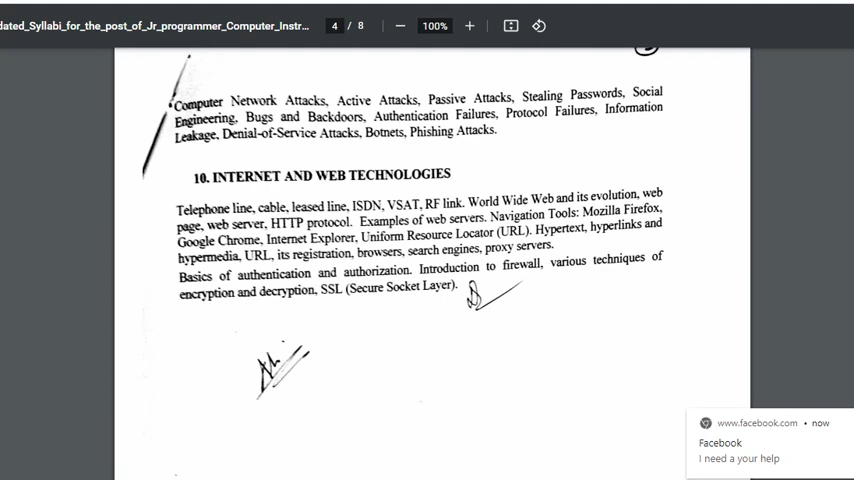 dated_Syllabi_for_the_post_of_Jr_programmer_Computer_Instr... 4 / 8 100%
Computer Network Attacks, Active Attacks, Passive Attacks, Stealing Passwords, Social
Engineering, Bugs and Backdoors, Authentication Failures, Protocol Failures, Information
Leakage, Denial-of-Service Attacks, Botnets, Phishing Attacks.
10. INTERNET AND WEB TECHNOLOGIES
Telephone line, cable, leased line, ISDN, VSAT, RF link. World Wide Web and its evolution, web
page, web server, HTTP protocol. Examples of web servers. Navigation Tools: Mozilla Firefox,
Google Chrome, Internet Explorer, Uniform Resource Locator (URL). Hypertext, hyperlinks and
hypermedia, URL, its registration, browsers, search engines, proxy servers.
Basics of authentication and authorization. Introduction to firewall, various techniques of
encryption and decryption, SSL (Secure Socket Layer).
www.facebook.com • now
Facebook
I need a your help